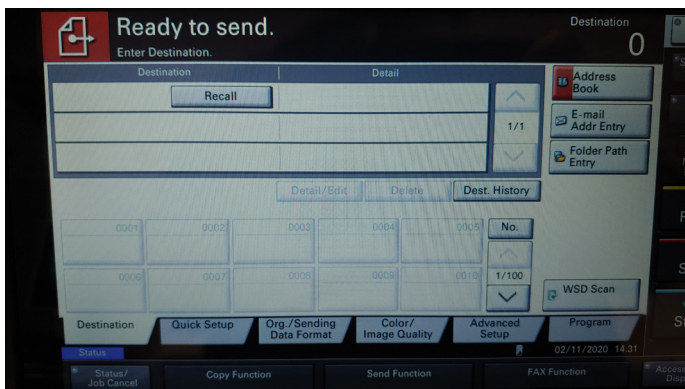 Ready to send.
Destination
Enter Destination.
0
Destination
Detail
Address
Book
Recall
1/1
E-mail
Addr Entry
Folder Path
Entry
Detail/Edit
Delete
Dest. History
0001
0002
0003
0004
0005
No.
0006
0007
0008
0009
0010
1/100
WSD Scan
Destination
Quick Setup
Org./Sending
Data Format
Color/
Image Quality
Advanced
Setup
Program
Status
02/11/2020 14:31
Status/
Job Cancel
Copy Function
Send Function
FAX Function